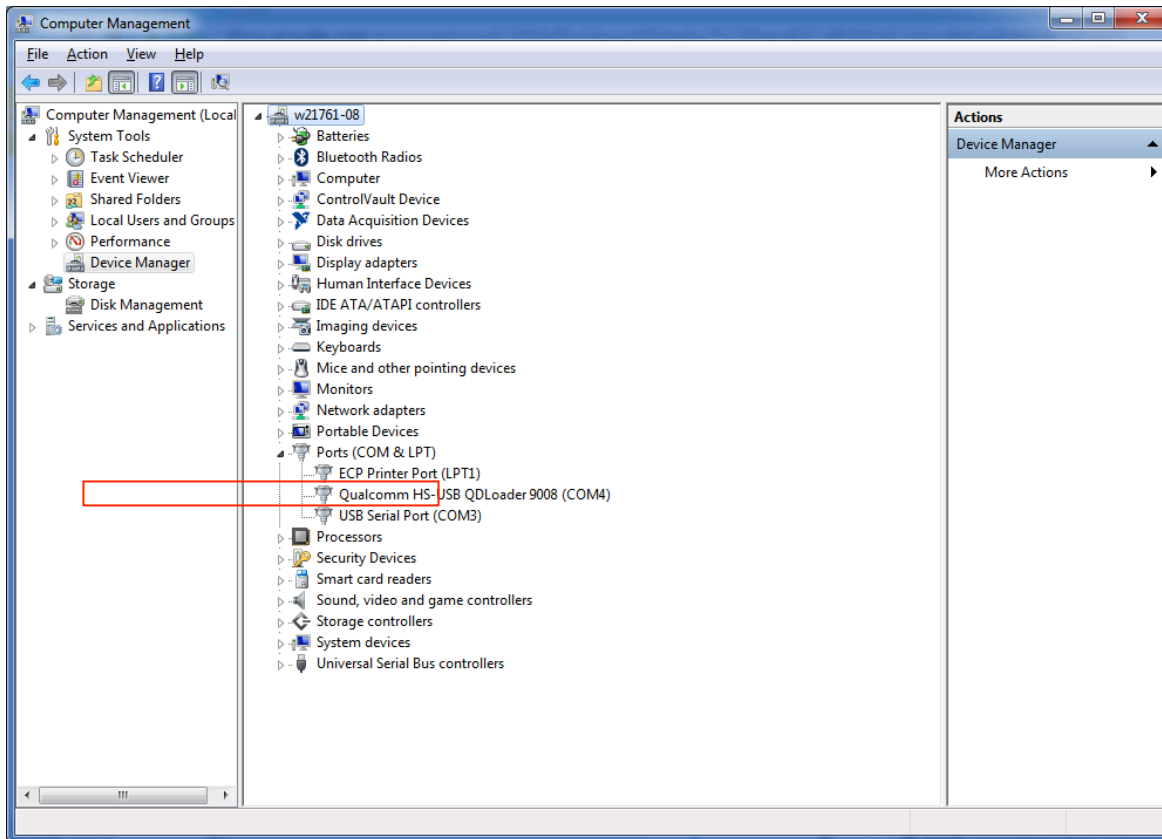 Computer Management
File Action View Help
Computer Management (Local
System Tools
Task Scheduler
Event Viewer
Shared Folders
Local Users and Groups
Performance
Device Manager
Storage
Disk Management
Services and Applications
w21761-08
Batteries
Bluetooth Radios
Computer
ControlVault Device
Data Acquisition Devices
Disk drives
Display adapters
Human Interface Devices
IDE ATA/ATAPI controllers
Imaging devices
Keyboards
Mice and other pointing devices
Monitors
Network adapters
Portable Devices
Ports (COM & LPT)
ECP Printer Port (LPT1)
Qualcomm HS-USB QDLoader 9008 (COM4)
USB Serial Port (COM3)
Processors
Security Devices
Smart card readers
Sound, video and game controllers
Storage controllers
System devices
Universal Serial Bus controllers
Actions
Device Manager
More Actions